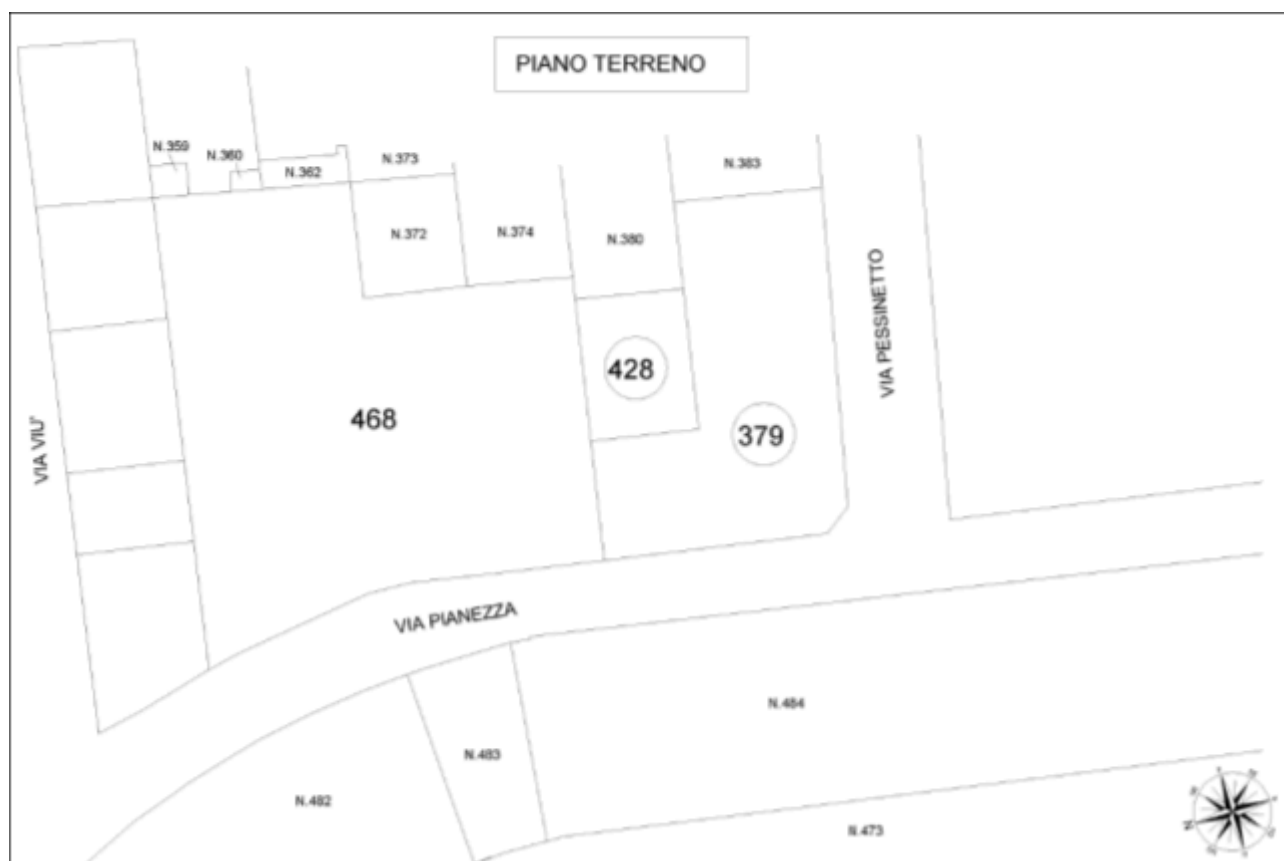 PIANO TERRENO
N.359
N.360
N.362
N.373
N.383
N.372
N.374
N.380
VIA PESSINETTO
428
468
379
VIA VIU'
VIA PIANEZZA
N.484
N.483
N.482
N.473